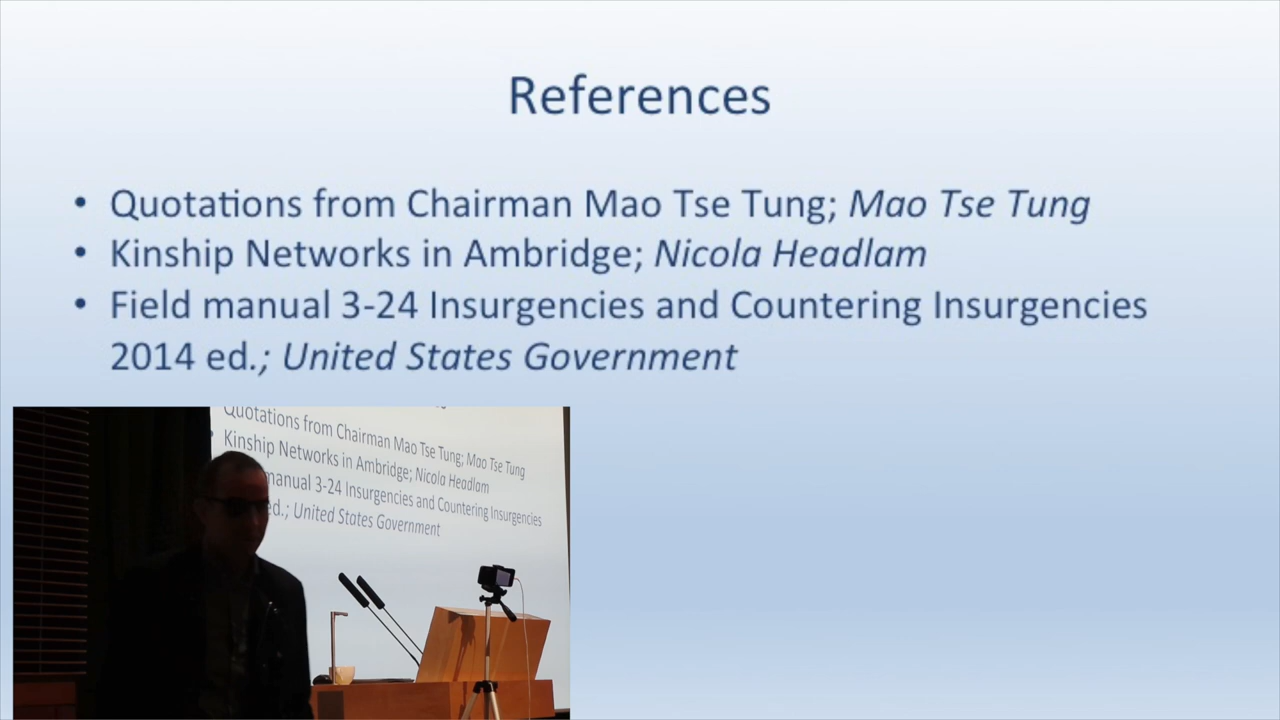 References
• Quotations from Chairman Mao Tse Tung; Mao Tse Tung
• Kinship Networks in Ambridge; Nicola Headlam
• Field manual 3-24 Insurgencies and Countering Insurgencies
2014 ed.; United States Government
Quotations from Chairman Mao Tse Tung; Mao Tse Tung
Kinship Networks in Ambridge; Nicola Headlam
manual 3-24 Insurgencies and Countering Insurgencies
ed.; United States Government